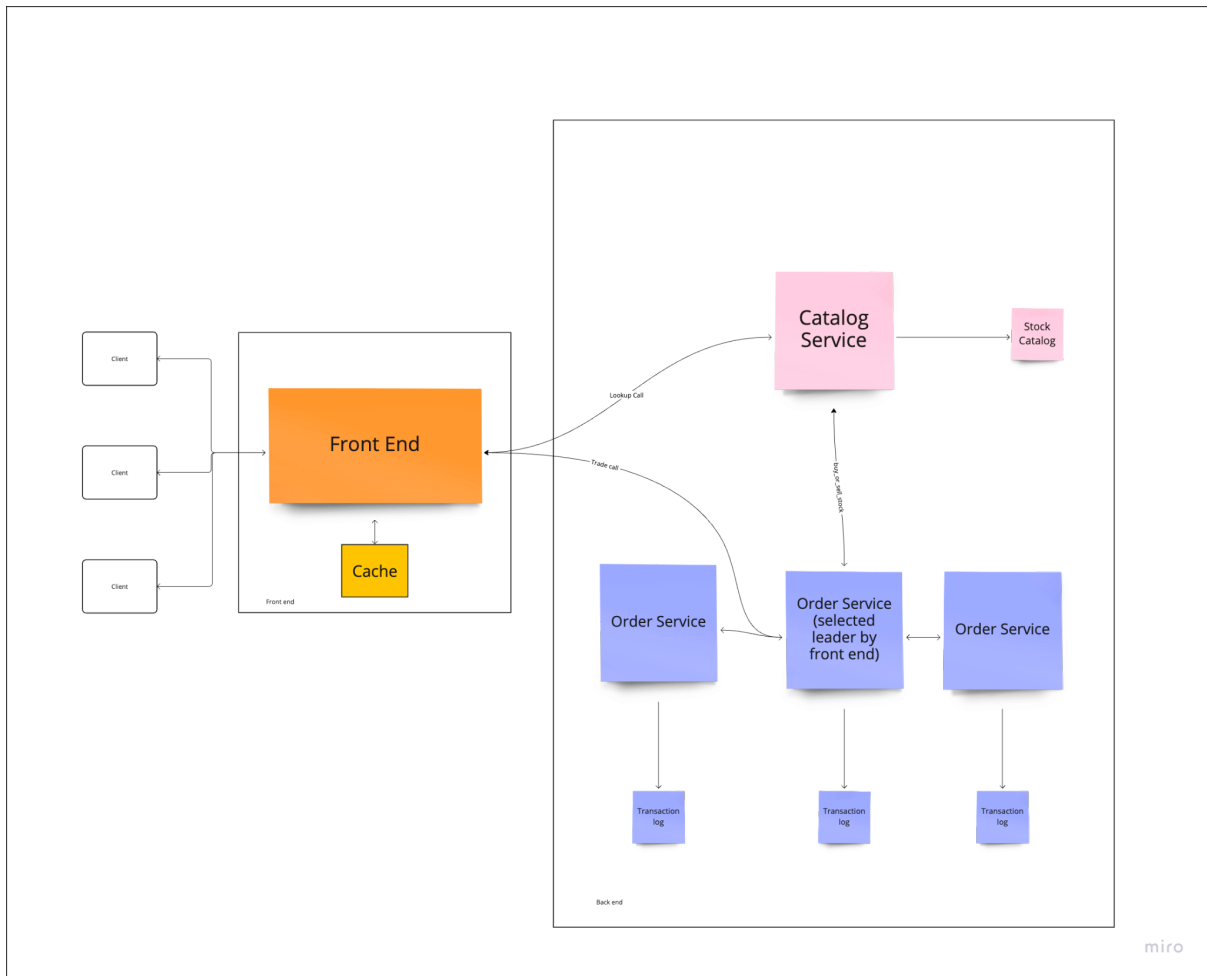 Catalog
Service
Stock
Catalog
Client
Lookup Call
Front End
Trade call
Client
buy_or_sell_stock
Cache
Client
Front end
Order Service
Order Service
(selected
leader by
front end)
Order Service
Transaction
log
Transaction
log
Transaction
log
Back end
miro